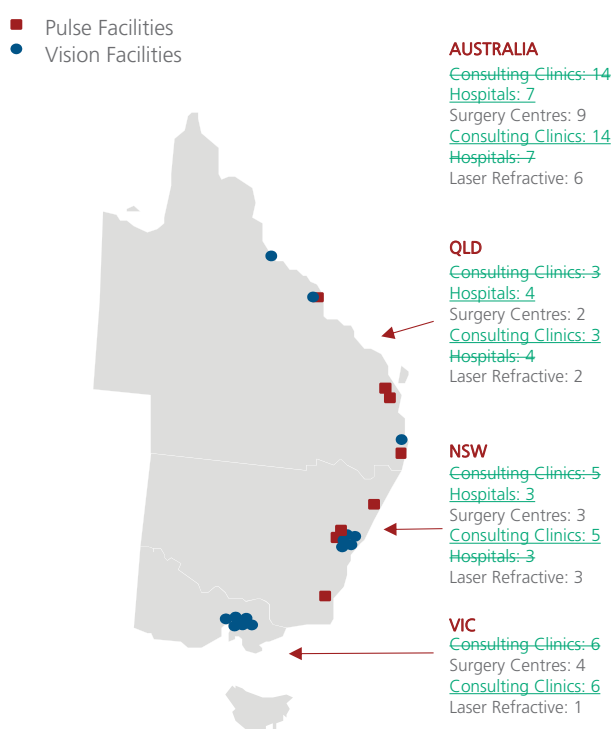 Pulse Facilities
Vision Facilities
AUSTRALIA
Consulting Clinics: 14
Hospitals: 7
Surgery Centres: 9
Consulting Clinics: 14
Hospitals: 7
Laser Refractive: 6
QLD
Consulting Clinics: 3
Hospitals: 4
Surgery Centres: 2
Consulting Clinics: 3
Hospitals: 4
Laser Refractive: 2
NSW
Consulting Clinics: 5
Hospitals: 3
Surgery Centres: 3
Consulting Clinics: 5
Hospitals: 3
Laser Refractive: 3
VIC
Consulting Clinics: 6
Surgery Centres: 4
Consulting Clinics: 6
Laser Refractive: 1